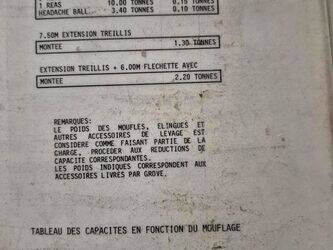 1 REAS 10.00 TONNES 0.15 TONNES
HEADACHE BALL.. 3.40 TONNES 0.10 TONNES
7.50M EXTENSION TREILLIS
MONTEE 1.30 TONNES
EXTENSION TREILLIS + 6.00M FLECHETTE AVEC
MONTEE 2.20 TONNES
REMARQUES:
LE POIDS DES MOUFLES, ELINGUES ET
AUTRES ACCESSOIRES DE LEVAGE EST
CONSIDERE COMME FAISANT PARTIE DE LA
CHARGE, PROCEDER AUX REDUCTIONS DE
CAPACITE CORRESPONDANTES.
LES POIDS INDIQUES CORRESPONDENT AUX
ACCESSOIRES LIVRES PAR GROVE.
TABLEAU DES CAPACITES EN FONCTION DU MOUFLAGE